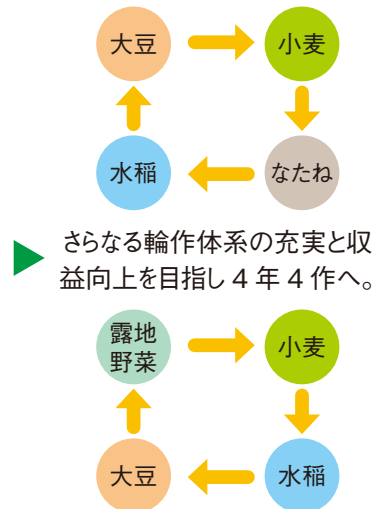 大豆
小麦
水稲
なたね
さらなる輪作体系の充実と収
益向上を目指し4年4作へ。
露地
野菜
小麦
大豆
水稲